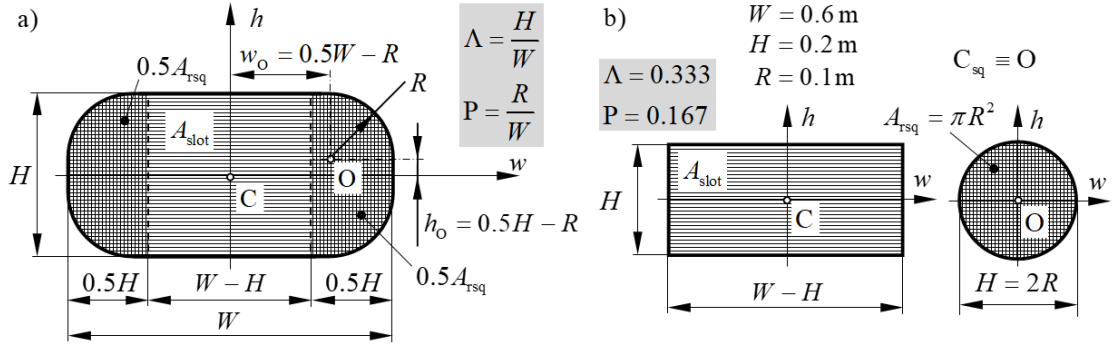 a)
h
w_O = 0.5W − R
Λ = H/W
P = R/W
0.5A_rsq
R
A_slot
H
w
O
C
h_O = 0.5H − R
0.5H
W − H
0.5H
0.5A_rsq
W
b)
W = 0.6 m
H = 0.2 m
R = 0.1 m
Λ = 0.333
P = 0.167
C_sq ≡ O
h
A_rsq = πR²
h
A_slot
H
w
w
C
O
W − H
H = 2R